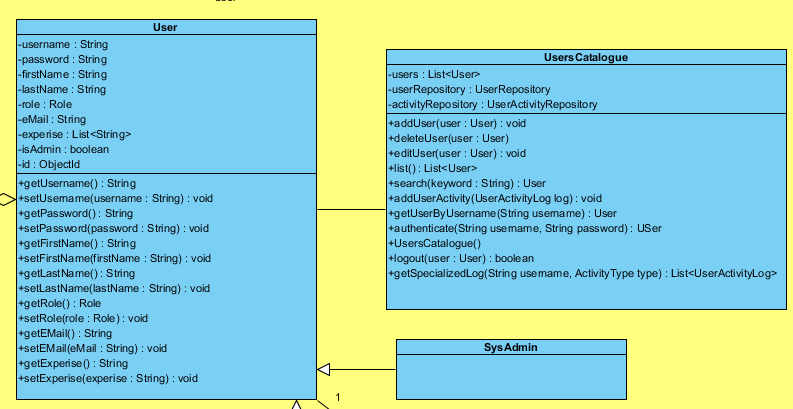 User
-username : String
-password : String
-firstName : String
-lastName : String
-role : Role
-eMail : String
-experise : List<String>
-isAdmin : boolean
-id : ObjectId
+getUsername() : String
+setUsername(username : String) : void
+getPassword() : String
+setPassword(password : String) : void
+getFirstName() : String
+setFirstName(firstName : String) : void
+getLastName() : String
+setLastName(lastName : String) : void
+getRole() : Role
+setRole(role : Role) : void
+getEMail() : String
+setEMail(eMail : String) : void
+getExperise() : String
+setExperise(experise : String) : void
UsersCatalogue
-users : List<User>
-userRepository : UserRepository
-activityRepository : UserActivityRepository
+addUser(user : User) : void
+deleteUser(user : User)
+editUser(user : User) : void
+list() : List<User>
+search(keyword : String) : User
+addUserActivity(UserActivityLog log) : void
+getUserByUsername(String username) : User
+authenticate(String username, String password) : USer
+UsersCatalogue()
+logout(user : User) : boolean
+getSpecializedLog(String username, ActivityType type) : List<UserActivityLog>
SysAdmin
1